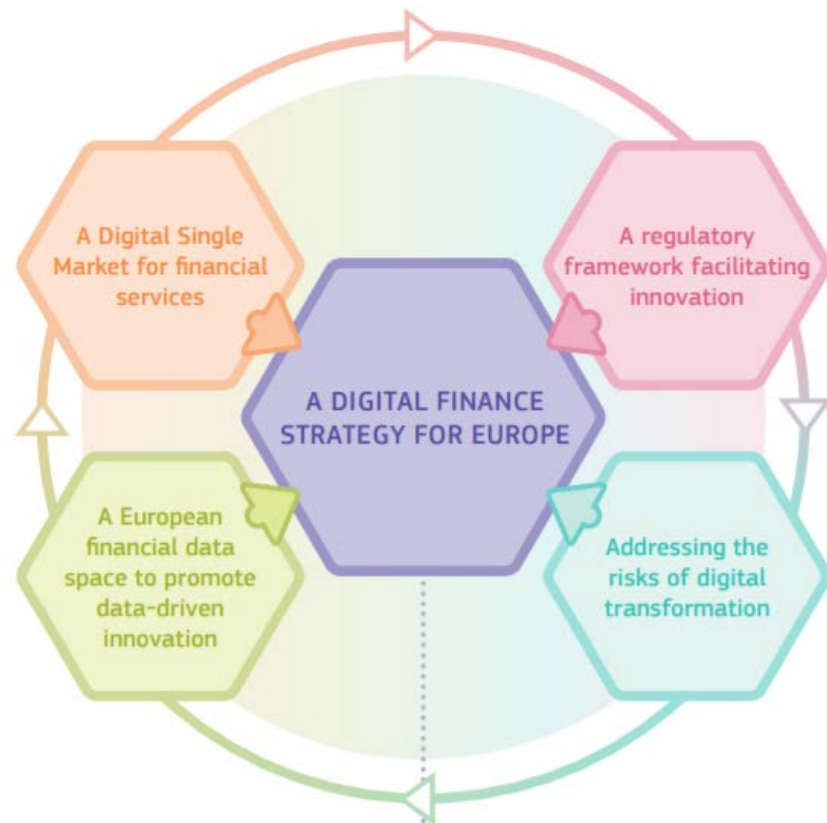 A Digital Single
Market for financial
services
A regulatory
framework facilitating
innovation
A DIGITAL FINANCE
STRATEGY FOR EUROPE
A European
financial data
space to promote
data-driven
innovation
Addressing the
risks of digital
transformation